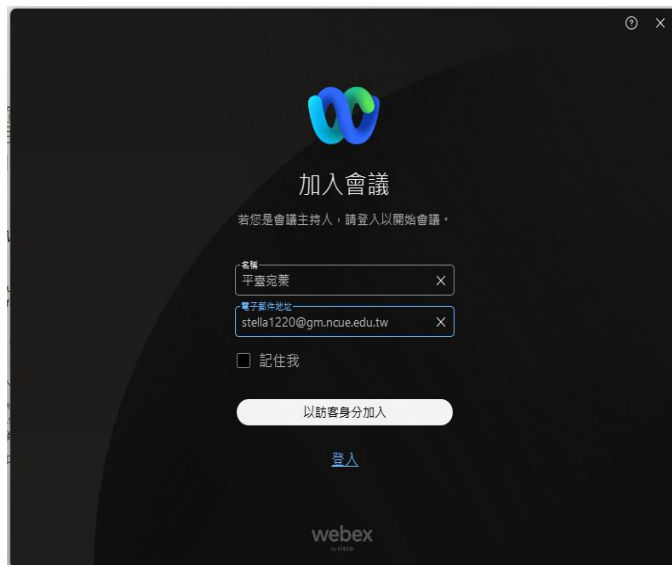 加入會議
若您是會議主持人，請登入以開始會議。
名稱
平臺宛蓁
電子郵件地址
stella1220@gm.ncue.edu.tw
記住我
以訪客身分加入
登入
webex
by CISCO